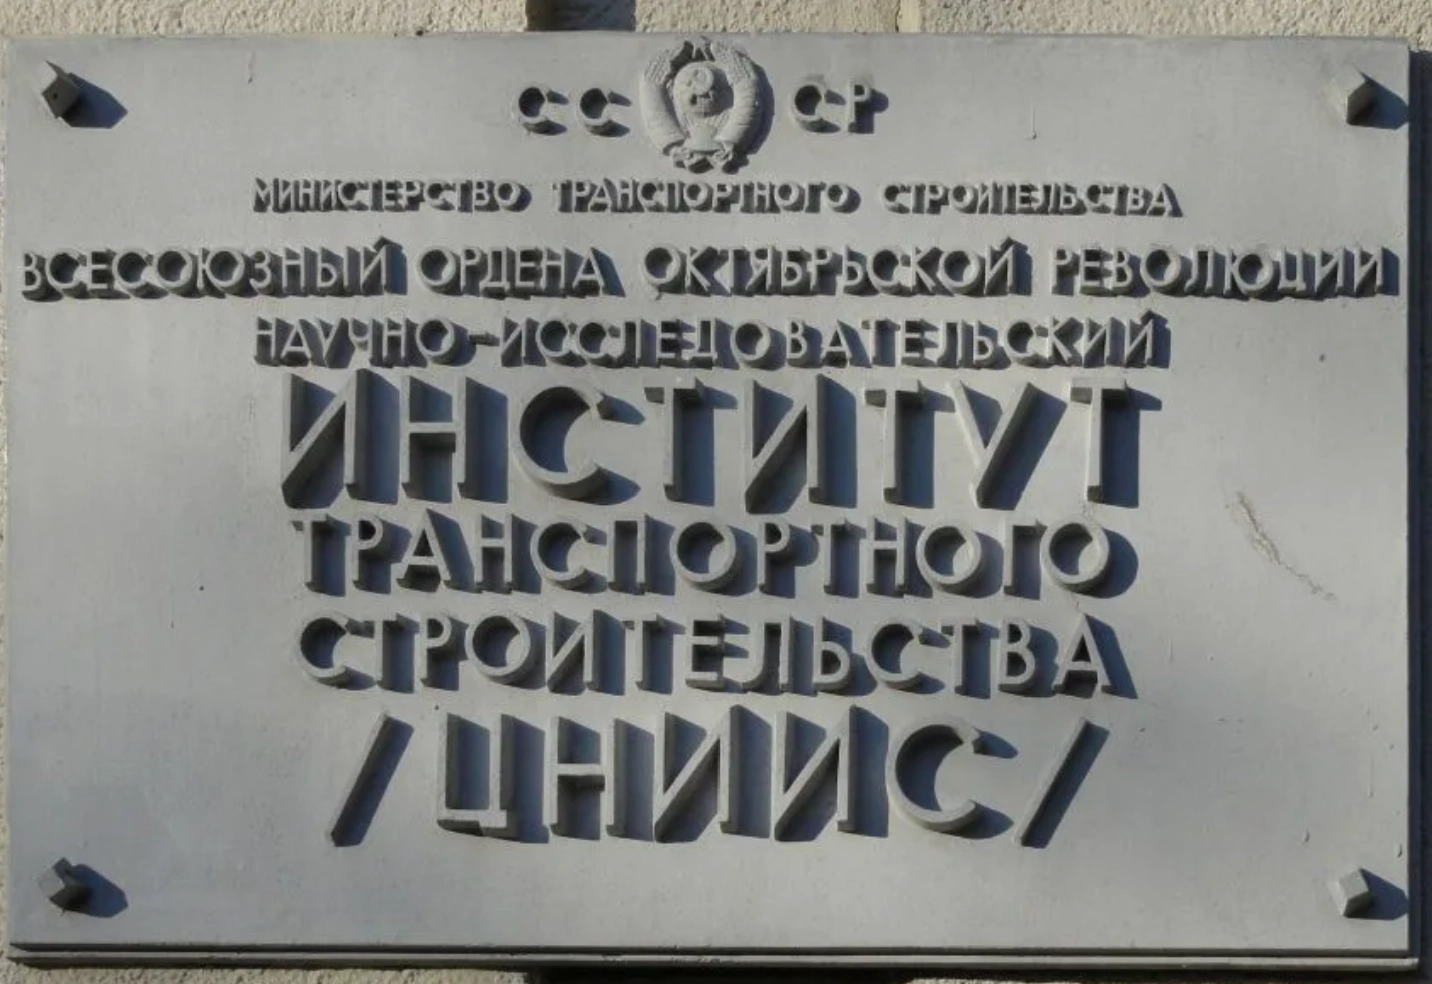 СССР
МИНИСТЕРСТВО ТРАНСПОРТНОГО СТРОИТЕЛЬСТВА
ВСЕСОЮЗНЫЙ ОРДЕНА ОКТЯБРЬСКОЙ РЕВОЛЮЦИИ
НАУЧНО-ИССЛЕДОВАТЕЛЬСКИЙ
ИНСТИТУТ
ТРАНСПОРТНОГО
СТРОИТЕЛЬСТВА
/ЦНИИС/